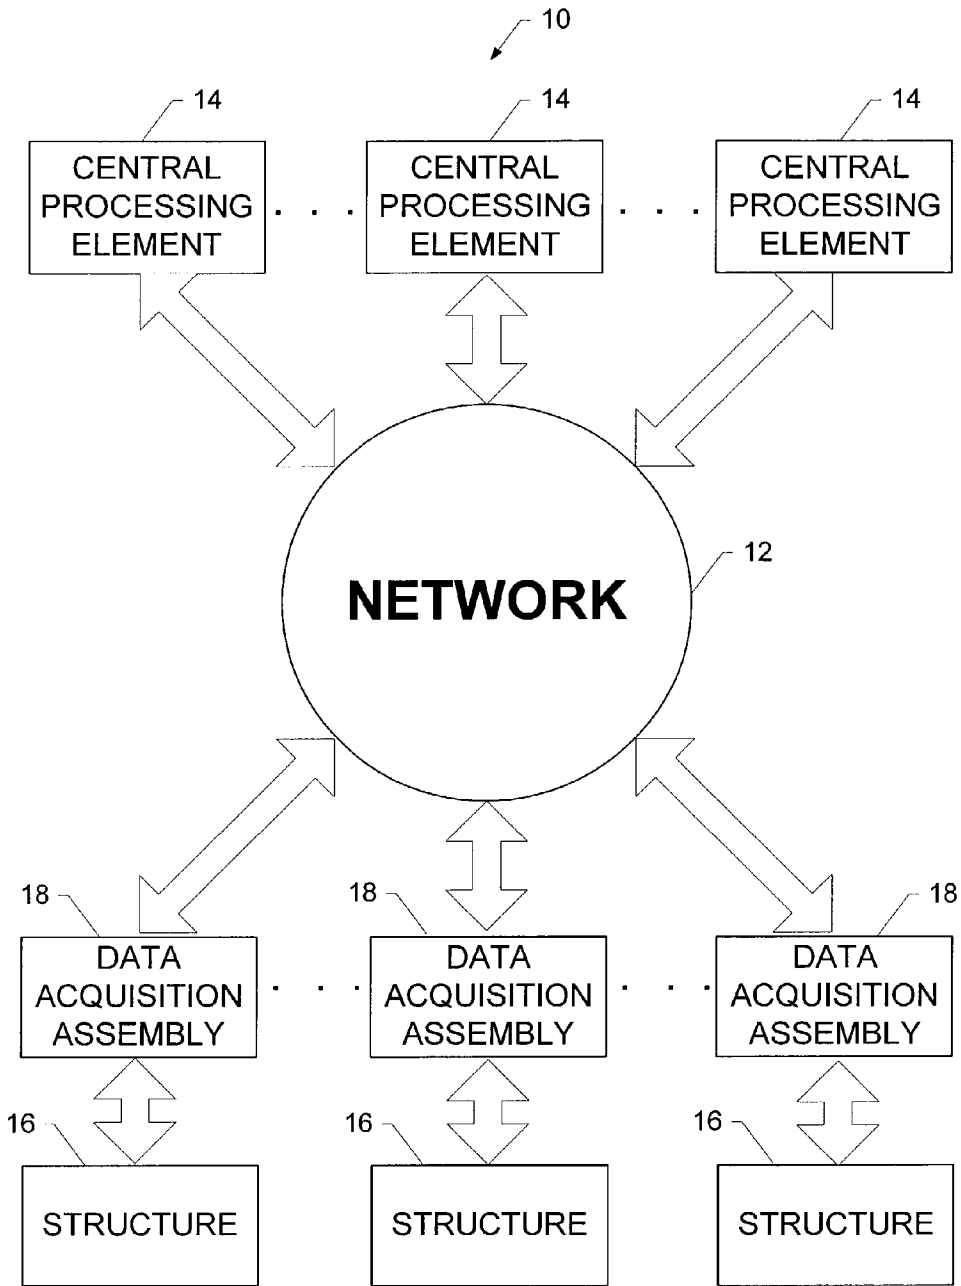 10
14
14
14
CENTRAL
PROCESSING
ELEMENT
CENTRAL
PROCESSING
ELEMENT
CENTRAL
PROCESSING
ELEMENT
12
NETWORK
18
18
18
DATA
ACQUISITION
ASSEMBLY
DATA
ACQUISITION
ASSEMBLY
DATA
ACQUISITION
ASSEMBLY
16
16
16
STRUCTURE
STRUCTURE
STRUCTURE